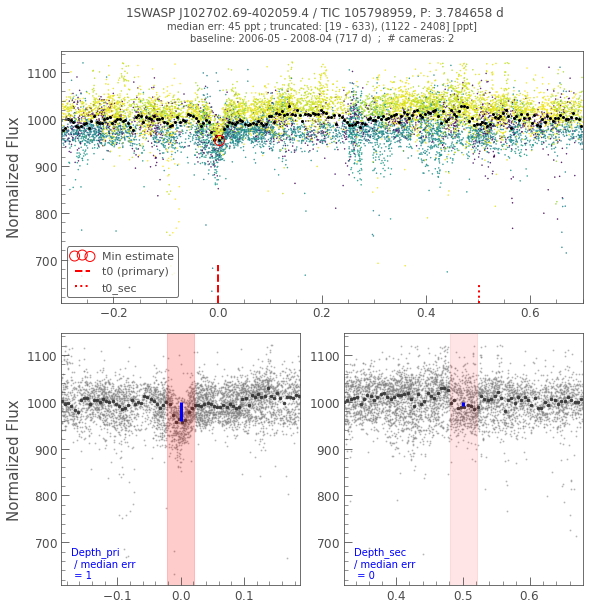 1SWASP J102702.69-402059.4 / TIC 105798959, P: 3.784658 d
median err: 45 ppt ; truncated: [19 - 633), (1122 - 2408] [ppt]
baseline: 2006-05 - 2008-04 (717 d)  ;  # cameras: 2
Normalized Flux
1100
1000
900
800
700
Min estimate
t0 (primary)
t0_sec
−0.2 0.0 0.2 0.4 0.6
Normalized Flux
1100
1000
900
800
700
Depth_pri
/ median err
= 1
−0.1 0.0 0.1
1100
1000
900
800
700
Depth_sec
/ median err
= 0
0.4 0.5 0.6